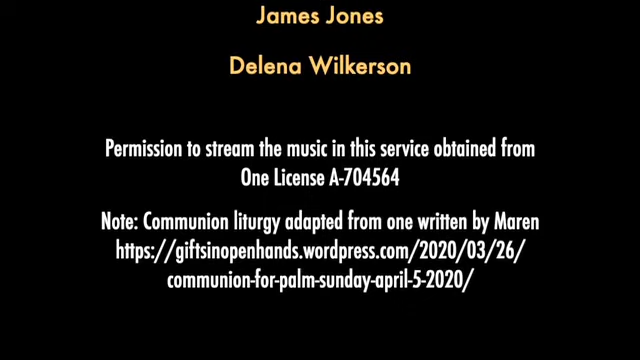 James Jones
Delena Wilkerson
Permission to stream the music in this service obtained from
One License A-704564
Note: Communion liturgy adapted from one written by Maren
https://giftsinopenhands.wordpress.com/2020/03/26/
communion-for-palm-sunday-april-5-2020/